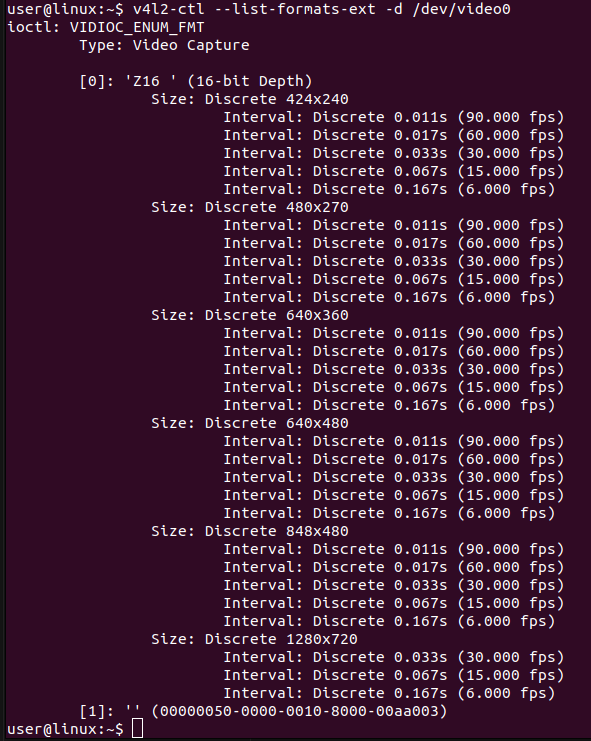 user@linux:~$ v4l2-ctl --list-formats-ext -d /dev/video0
ioctl: VIDIOC_ENUM_FMT
        Type: Video Capture

        [0]: 'Z16 ' (16-bit Depth)
                Size: Discrete 424x240
                        Interval: Discrete 0.011s (90.000 fps)
                        Interval: Discrete 0.017s (60.000 fps)
                        Interval: Discrete 0.033s (30.000 fps)
                        Interval: Discrete 0.067s (15.000 fps)
                        Interval: Discrete 0.167s (6.000 fps)
                Size: Discrete 480x270
                        Interval: Discrete 0.011s (90.000 fps)
                        Interval: Discrete 0.017s (60.000 fps)
                        Interval: Discrete 0.033s (30.000 fps)
                        Interval: Discrete 0.067s (15.000 fps)
                        Interval: Discrete 0.167s (6.000 fps)
                Size: Discrete 640x360
                        Interval: Discrete 0.011s (90.000 fps)
                        Interval: Discrete 0.017s (60.000 fps)
                        Interval: Discrete 0.033s (30.000 fps)
                        Interval: Discrete 0.067s (15.000 fps)
                        Interval: Discrete 0.167s (6.000 fps)
                Size: Discrete 640x480
                        Interval: Discrete 0.011s (90.000 fps)
                        Interval: Discrete 0.017s (60.000 fps)
                        Interval: Discrete 0.033s (30.000 fps)
                        Interval: Discrete 0.067s (15.000 fps)
                        Interval: Discrete 0.167s (6.000 fps)
                Size: Discrete 848x480
                        Interval: Discrete 0.011s (90.000 fps)
                        Interval: Discrete 0.017s (60.000 fps)
                        Interval: Discrete 0.033s (30.000 fps)
                        Interval: Discrete 0.067s (15.000 fps)
                        Interval: Discrete 0.167s (6.000 fps)
                Size: Discrete 1280x720
                        Interval: Discrete 0.033s (30.000 fps)
                        Interval: Discrete 0.067s (15.000 fps)
                        Interval: Discrete 0.167s (6.000 fps)
        [1]: '' (00000050-0000-0010-8000-00aa003)
user@linux:~$